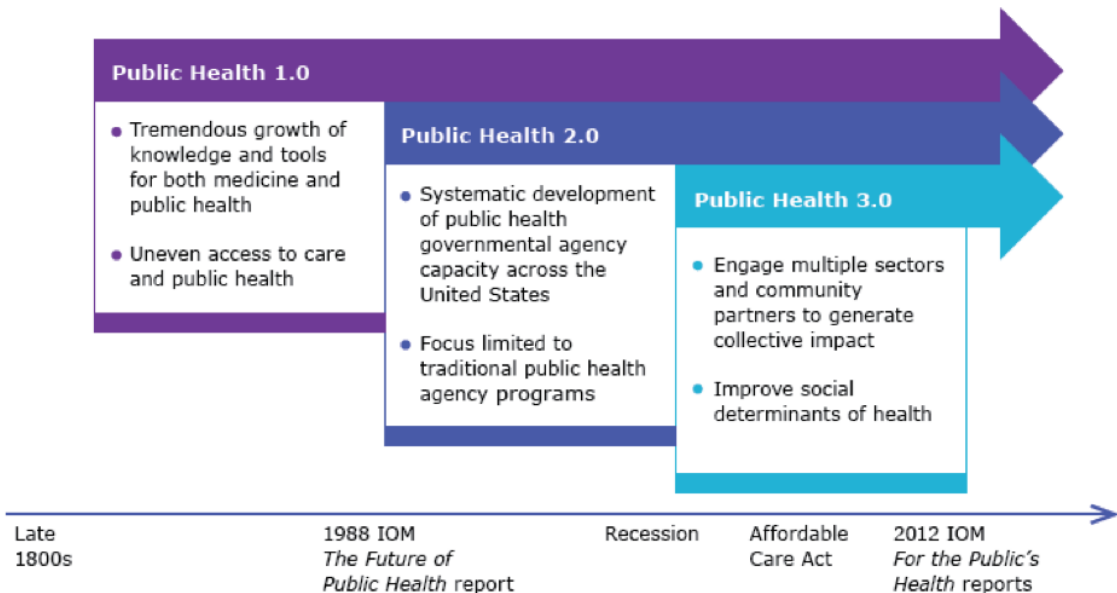 Public Health 1.0
• Tremendous growth of
knowledge and tools
for both medicine and
public health
• Uneven access to care
and public health
Public Health 2.0
• Systematic development
of public health
governmental agency
capacity across the
United States
• Focus limited to
traditional public health
agency programs
Public Health 3.0
• Engage multiple sectors
and community
partners to generate
collective impact
• Improve social
determinants of health
Late
1800s
1988 IOM
The Future of
Public Health report
Recession
Affordable
Care Act
2012 IOM
For the Public's
Health reports